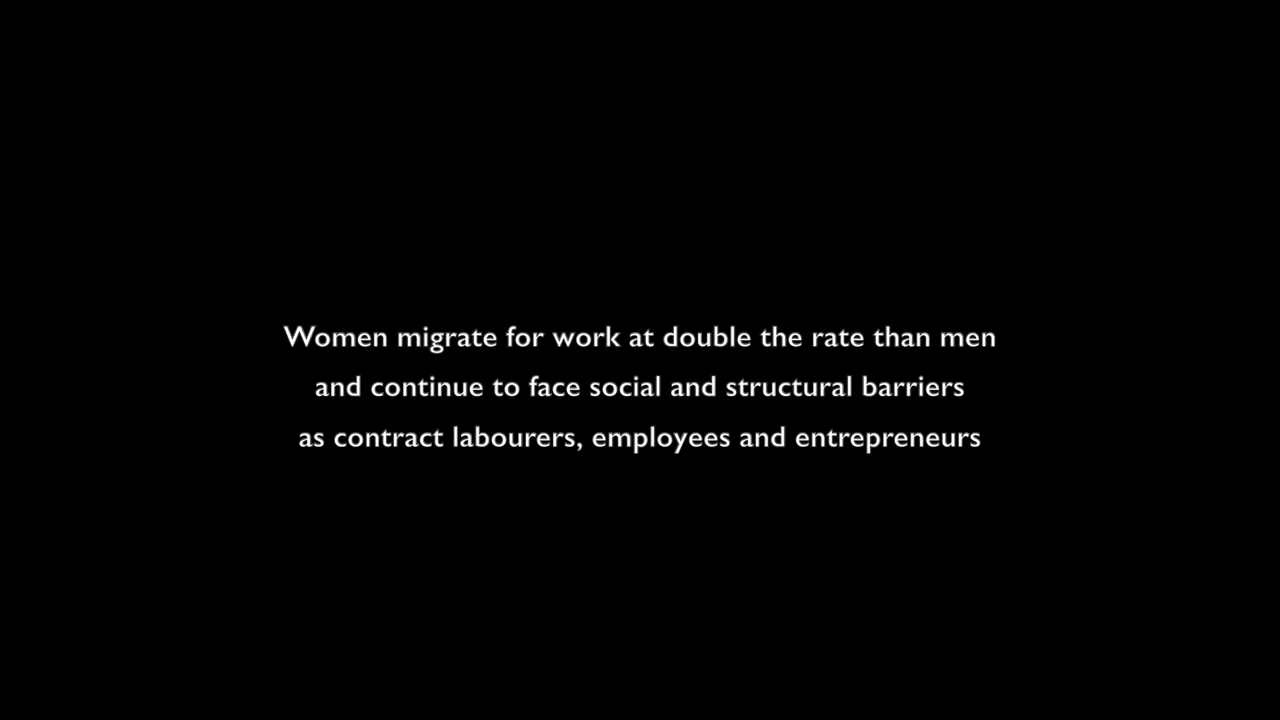 Women migrate for work at double the rate than men
and continue to face social and structural barriers
as contract labourers, employees and entrepreneurs